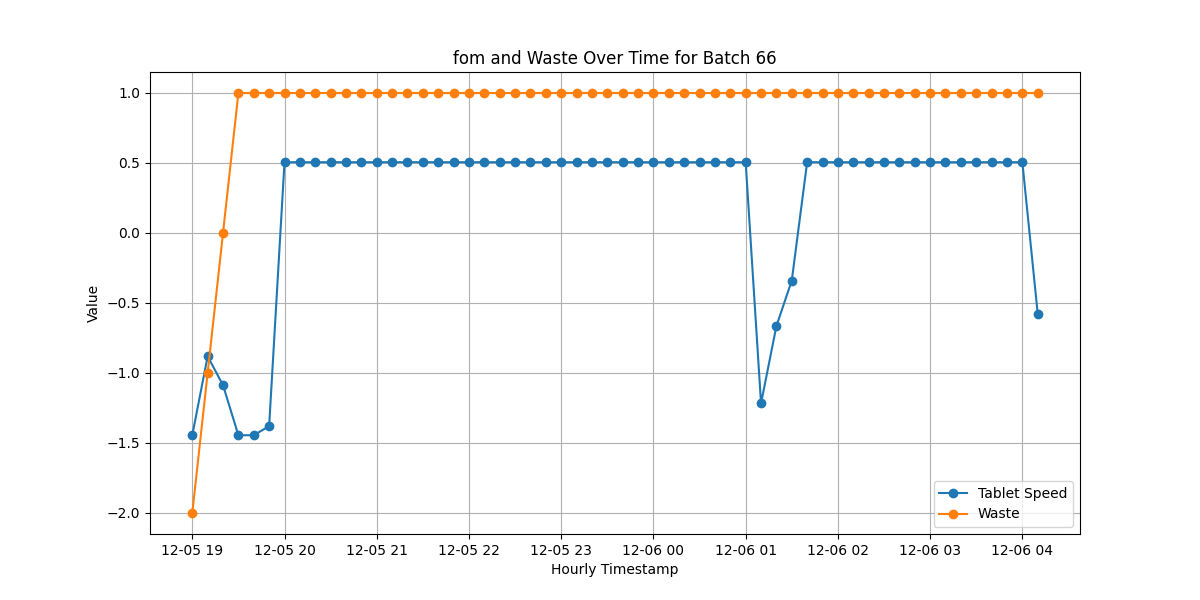 fom and Waste Over Time for Batch 66
Value
1.0
0.5
0.0
−0.5
−1.0
−1.5
−2.0
Tablet Speed
Waste
12-05 19 12-05 20 12-05 21 12-05 22 12-05 23 12-06 00 12-06 01 12-06 02 12-06 03 12-06 04
Hourly Timestamp